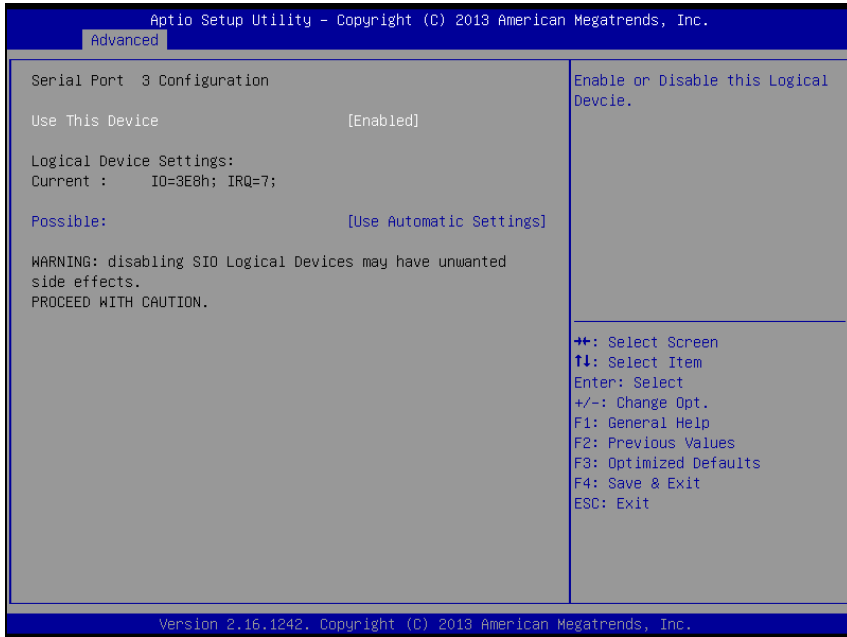 Aptio Setup Utility - Copyright (C) 2013 American Megatrends, Inc.
Advanced
Serial Port 3 Configuration
Use This Device [Enabled]
Logical Device Settings:
Current : IO=3E8h; IRQ=7;
Possible: [Use Automatic Settings]
WARNING: disabling SIO Logical Devices may have unwanted
side effects.
PROCEED WITH CAUTION.
Enable or Disable this Logical
Devcie.
→←: Select Screen
↑↓: Select Item
Enter: Select
+/-: Change Opt.
F1: General Help
F2: Previous Values
F3: Optimized Defaults
F4: Save & Exit
ESC: Exit
Version 2.16.1242. Copyright (C) 2013 American Megatrends, Inc.